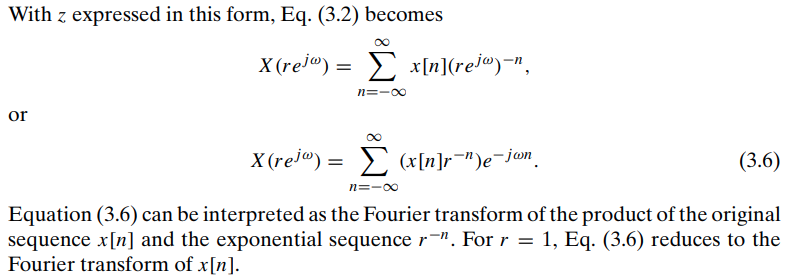 With z expressed in this form, Eq. (3.2) becomes
X(re^{jω}) = \sum_{n=-∞}^{∞} x[n](re^{jω})^{-n},
or
X(re^{jω}) = \sum_{n=-∞}^{∞} (x[n]r^{-n})e^{-jωn}. (3.6)
Equation (3.6) can be interpreted as the Fourier transform of the product of the original
sequence x[n] and the exponential sequence r^{-n}. For r = 1, Eq. (3.6) reduces to the
Fourier transform of x[n].